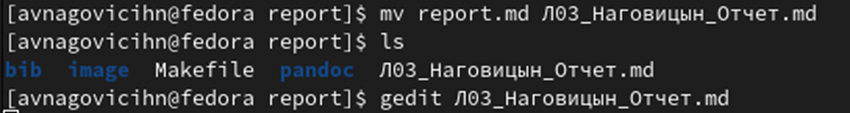 [avnagovicihn@fedora report]$ mv report.md Л03_Наговицын_Отчет.md
[avnagovicihn@fedora report]$ ls
bib image Makefile pandoc Л03_Наговицын_Отчет.md
[avnagovicihn@fedora report]$ gedit Л03_Наговицын_Отчет.md